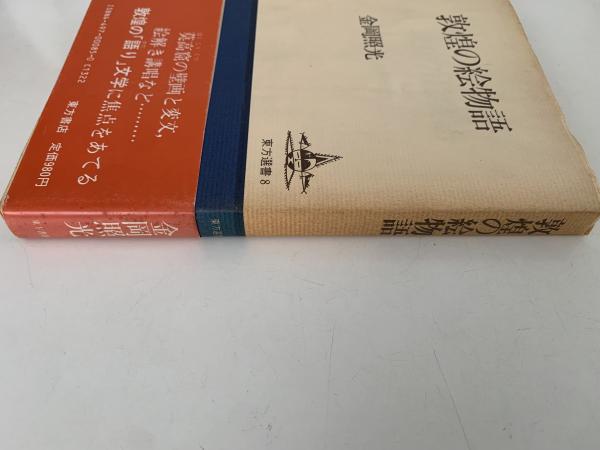 敦煌の絵物語
金岡照光
東方選書 8
莫高窟の壁画と変文,
絵解き講唱など………
敦煌の「語り」文学に焦点をあてる
東方書店 定価980円
敦煌の絵物語
東方選
金岡照光